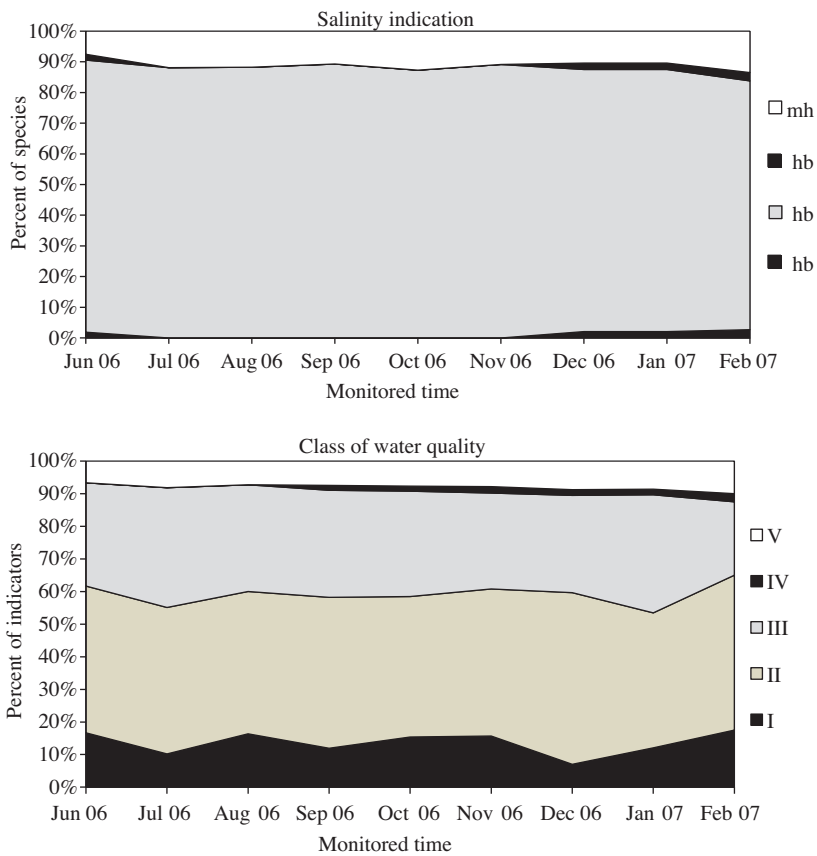 Salinity indication
100%
90%
80%
70%
60%
50%
40%
30%
20%
10%
0%
Percent of species
Jun 06 Jul 06 Aug 06 Sep 06 Oct 06 Nov 06 Dec 06 Jan 07 Feb 07
Monitored time
mh
hb
hb
hb
Class of water quality
100%
90%
80%
70%
60%
50%
40%
30%
20%
10%
0%
Percent of indicators
Jun 06 Jul 06 Aug 06 Sep 06 Oct 06 Nov 06 Dec 06 Jan 07 Feb 07
Monitored time
V
IV
III
II
I